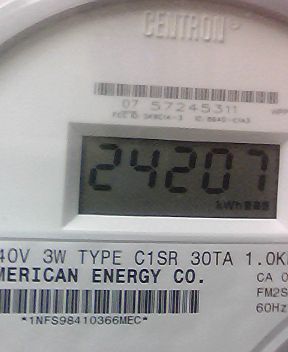 CENTRON
07 57245311
24207
kWh
40V 3W TYPE C1SR 30TA 1.0K
MERICAN ENERGY CO.
CA 0
FM2S
60Hz
*1NFS98410366MEC*